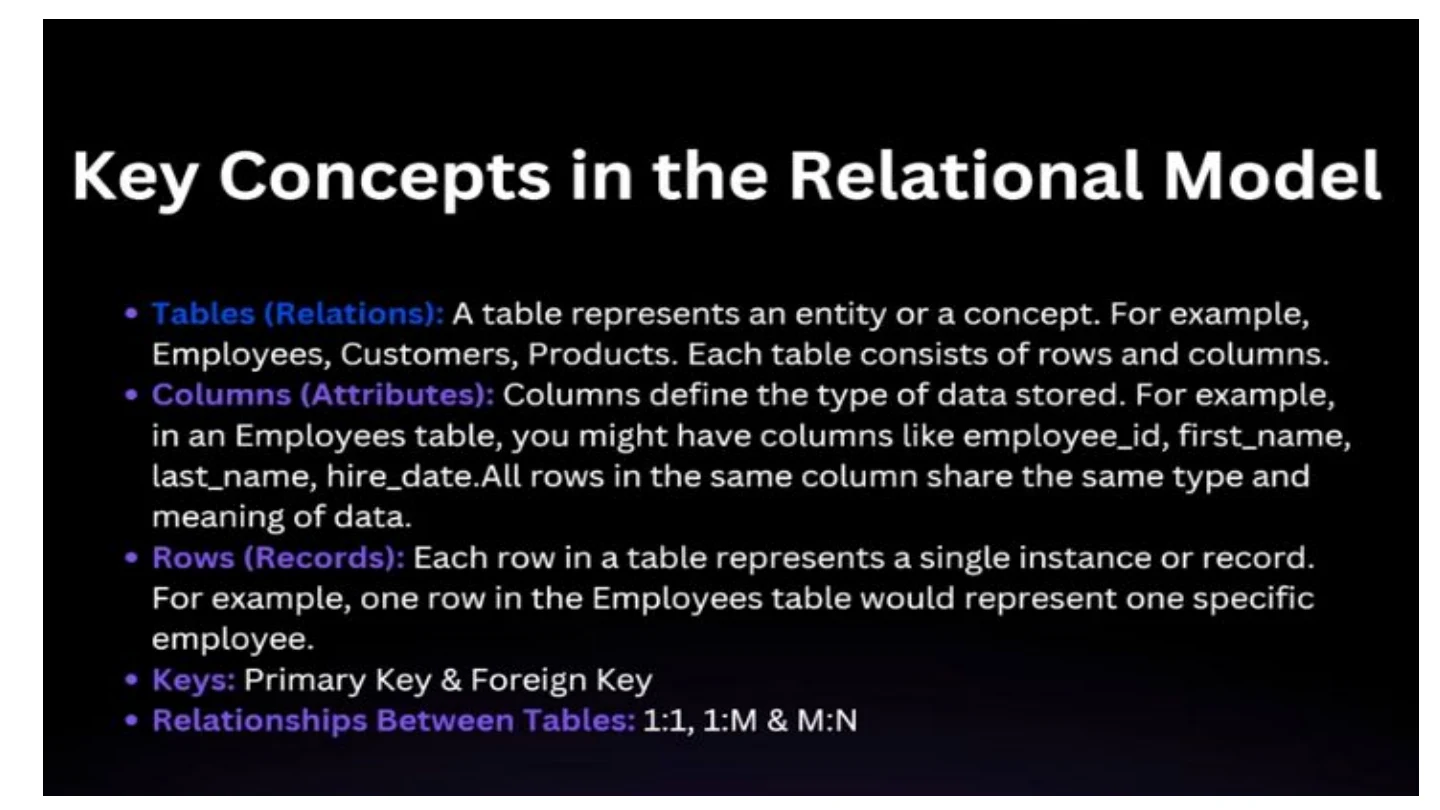 Key Concepts in the Relational Model
• Tables (Relations): A table represents an entity or a concept. For example,
Employees, Customers, Products. Each table consists of rows and columns.
• Columns (Attributes): Columns define the type of data stored. For example,
in an Employees table, you might have columns like employee_id, first_name,
last_name, hire_date.All rows in the same column share the same type and
meaning of data.
• Rows (Records): Each row in a table represents a single instance or record.
For example, one row in the Employees table would represent one specific
employee.
• Keys: Primary Key & Foreign Key
• Relationships Between Tables: 1:1, 1:M & M:N